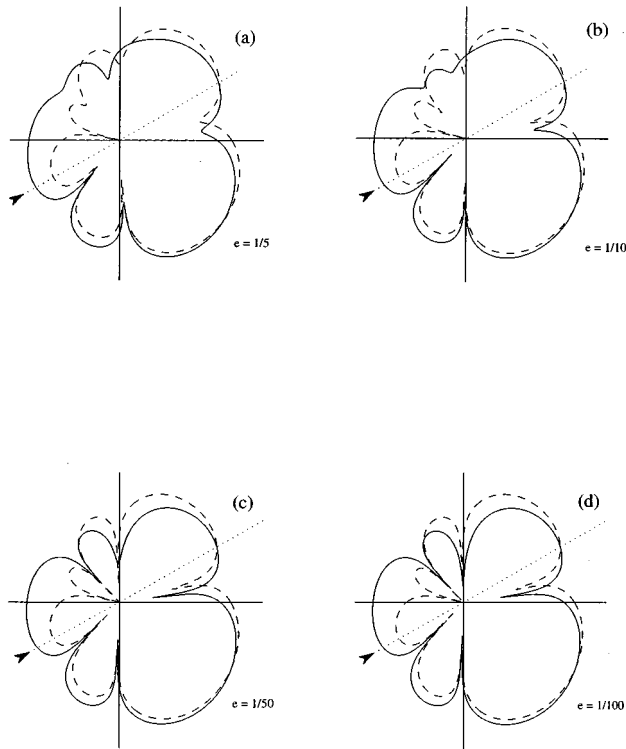 (a)
(b)
e = 1/5
e = 1/10
(c)
(d)
e = 1/50
e = 1/100